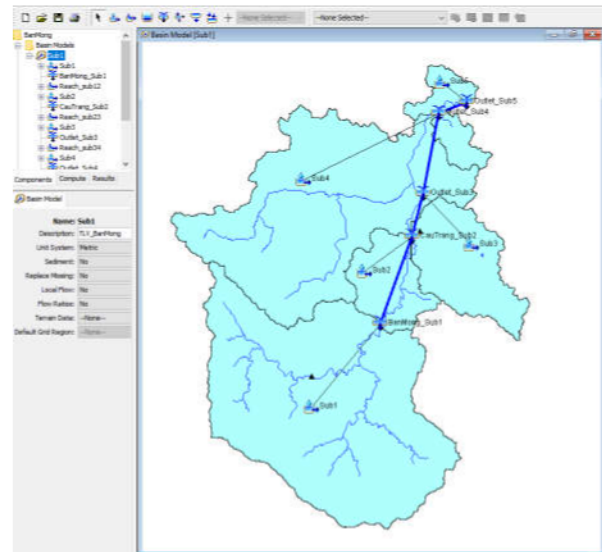 --None Selected--
--None Selected--
BanMong
Basin Models
Sub1
Sub1
BanMong_Sub1
Reach_sub12
Sub2
CauTrang_Sub2
Reach_sub23
Sub3
Outlet_Sub3
Reach_sub34
Sub4
Outlet_Sub4
Components Compute Results
Basin Model
Name: Sub1
Description: TLV_BanMong
Unit System: Metric
Sediment: No
Replace Missing: No
Local Flow: No
Flow Ratios: No
Terrain Data: --None--
Default Grid Region: --None--
Basin Model [Sub1]
Outlet_Sub5
Sub4
Outlet_Sub3
CauTrang_Sub2
Sub3
Sub2
BanMong_Sub1
Sub1